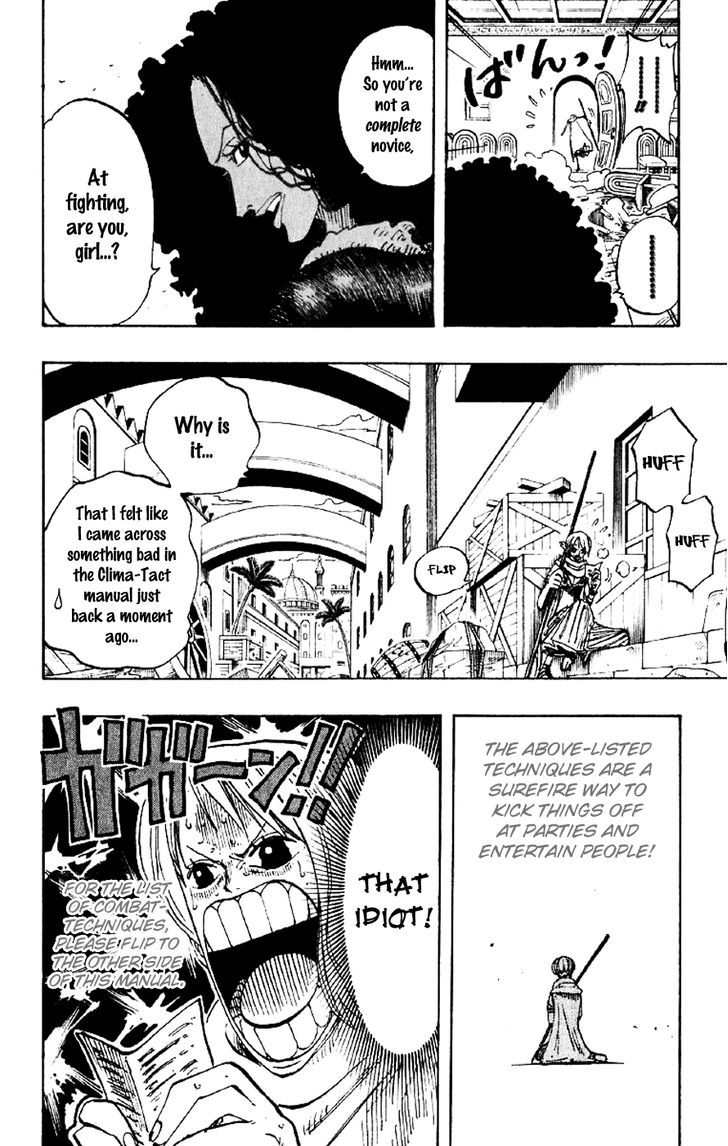 ばんっ!
‼
Hmm...
So you're
not a
complete
novice,
At
fighting,
are you,
girl...?
HUFF
HUFF
FLIP
Why is
it...
That I felt like
I came across
something bad in
the Clima-Tact
manual just
back a moment
ago...
THE ABOVE-LISTED
TECHNIQUES ARE A
SUREFIRE WAY TO
KICK THINGS OFF
AT PARTIES AND
ENTERTAIN PEOPLE!
THAT
IDIOT!
ガガーン!!
FOR THE LIST
OF COMBAT-
TECHNIQUES,
PLEASE FLIP TO
THE OTHER SIDE
OF THIS MANUAL.